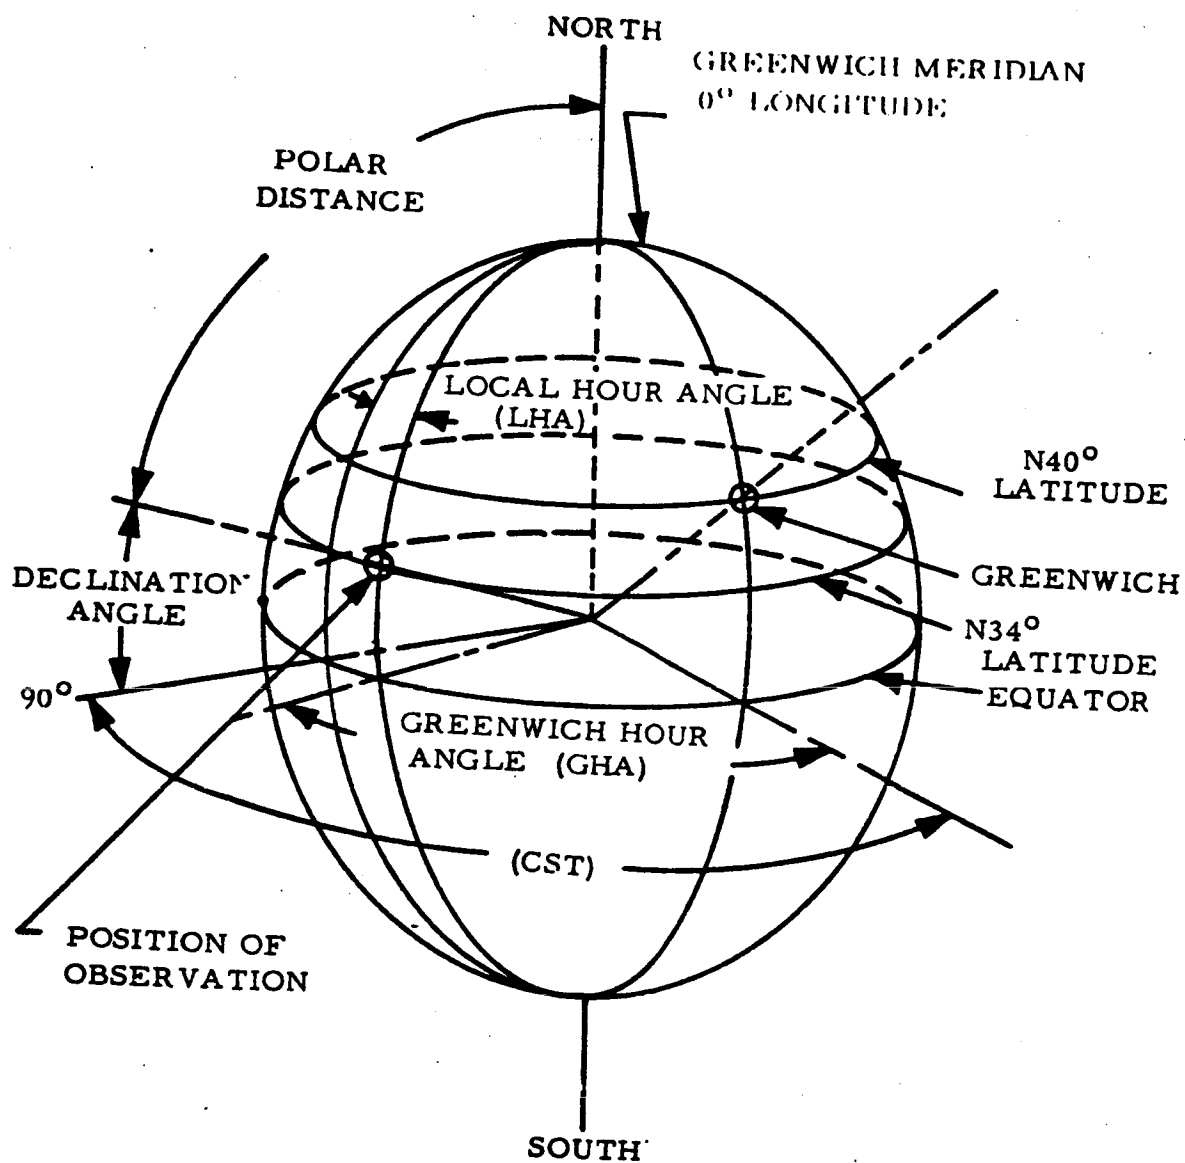 NORTH
GREENWICH MERIDIAN
0° LONGITUDE
POLAR
DISTANCE
LOCAL HOUR ANGLE
(LHA)
N40°
LATITUDE
GREENWICH
DECLINATION
ANGLE
N34°
LATITUDE
EQUATOR
90°
GREENWICH HOUR
ANGLE (GHA)
(CST)
POSITION OF
OBSERVATION
SOUTH